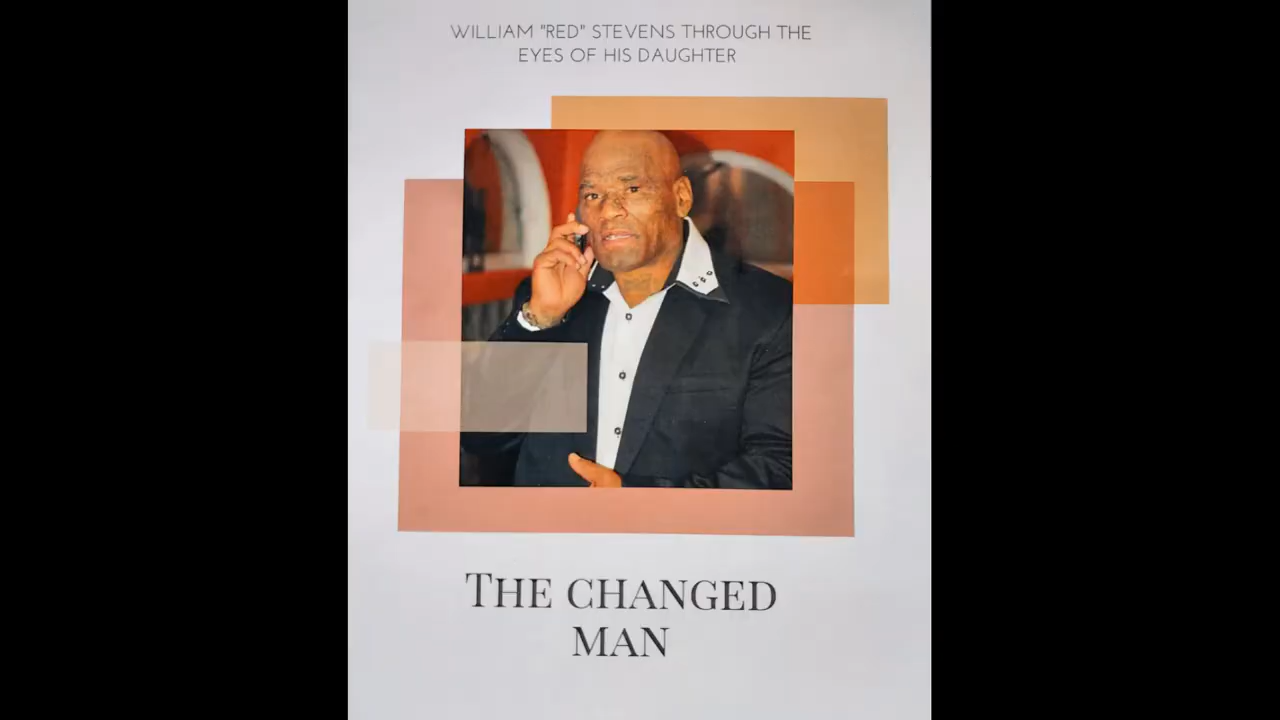 WILLIAM "RED" STEVENS THROUGH THE
EYES OF HIS DAUGHTER
THE CHANGED
MAN